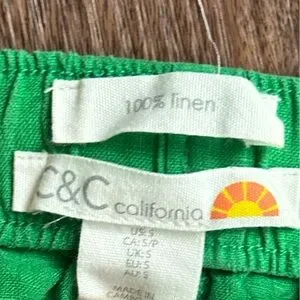 100% linen
C&C california
US: S
CA: S/P
UK: S
EU: S
AU: S
MADE IN